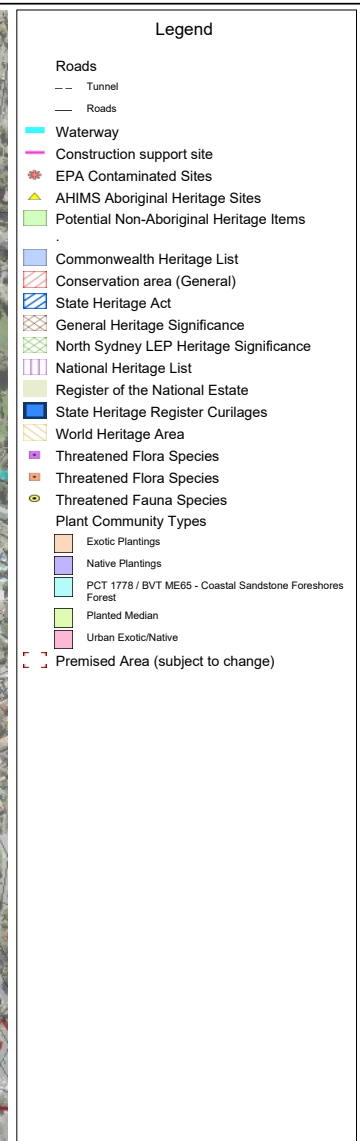 Legend
Roads
Tunnel
Roads
Waterway
Construction support site
EPA Contaminated Sites
AHIMS Aboriginal Heritage Sites
Potential Non-Aboriginal Heritage Items
.
Commonwealth Heritage List
Conservation area (General)
State Heritage Act
General Heritage Significance
North Sydney LEP Heritage Significance
National Heritage List
Register of the National Estate
State Heritage Register Curilages
World Heritage Area
Threatened Flora Species
Threatened Flora Species
Threatened Fauna Species
Plant Community Types
Exotic Plantings
Native Plantings
PCT 1778 / BVT ME65 - Coastal Sandstone Foreshores
Forest
Planted Median
Urban Exotic/Native
Premised Area (subject to change)